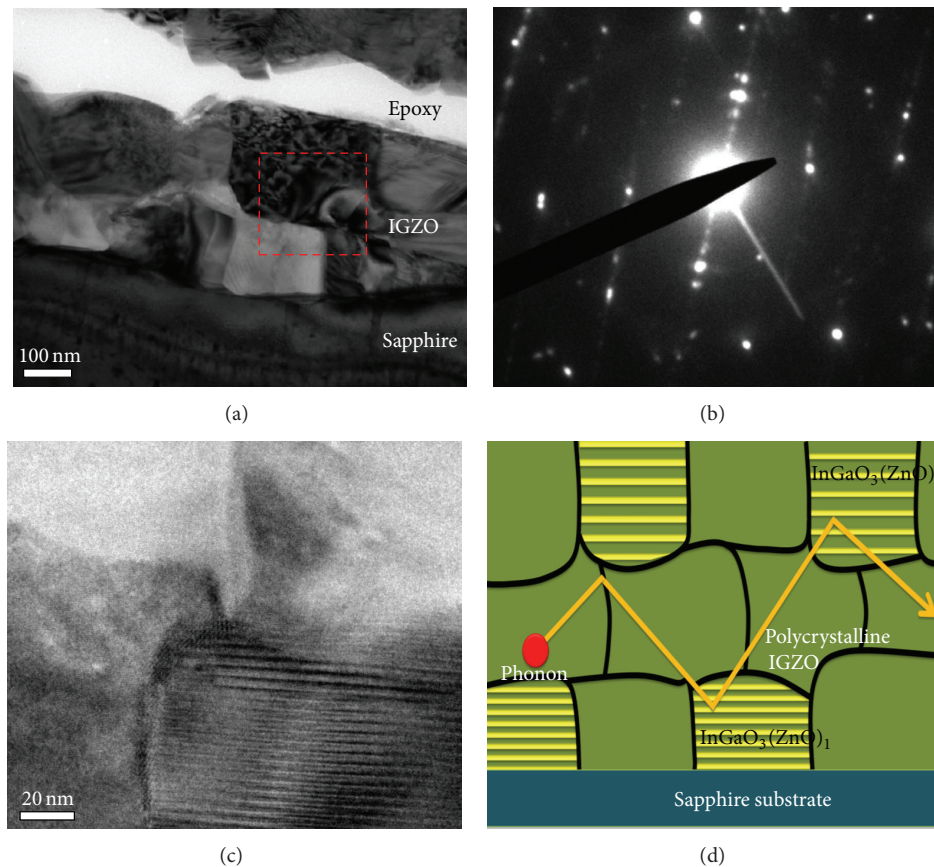 Epoxy
IGZO
Sapphire
100 nm
(a)
(b)
20 nm
(c)
InGaO₃(ZnO)
Phonon
Polycrystalline
IGZO
InGaO₃(ZnO)₁
Sapphire substrate
(d)